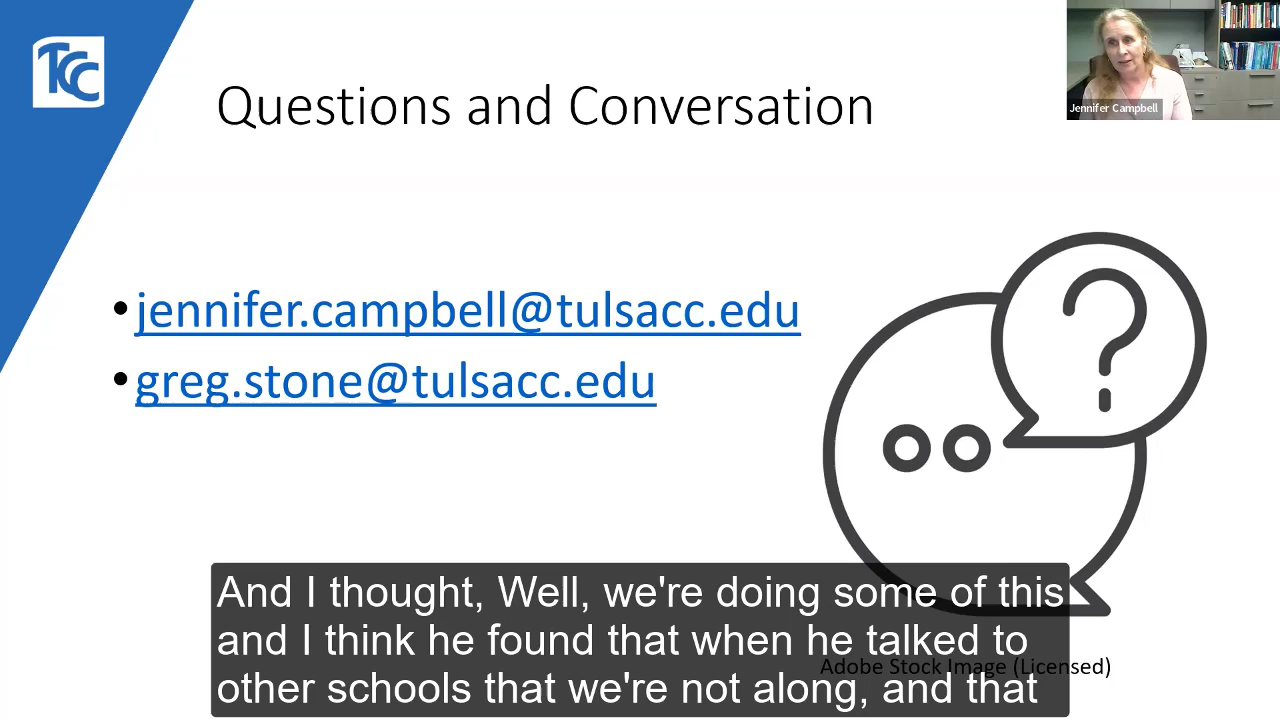 TCC
Questions and Conversation
Jennifer Campbell
• jennifer.campbell@tulsacc.edu
• greg.stone@tulsacc.edu
?
And I thought, Well, we're doing some of this
and I think he found that when he talked to
Adobe Stock Image (Licensed)
other schools that we're not along, and that